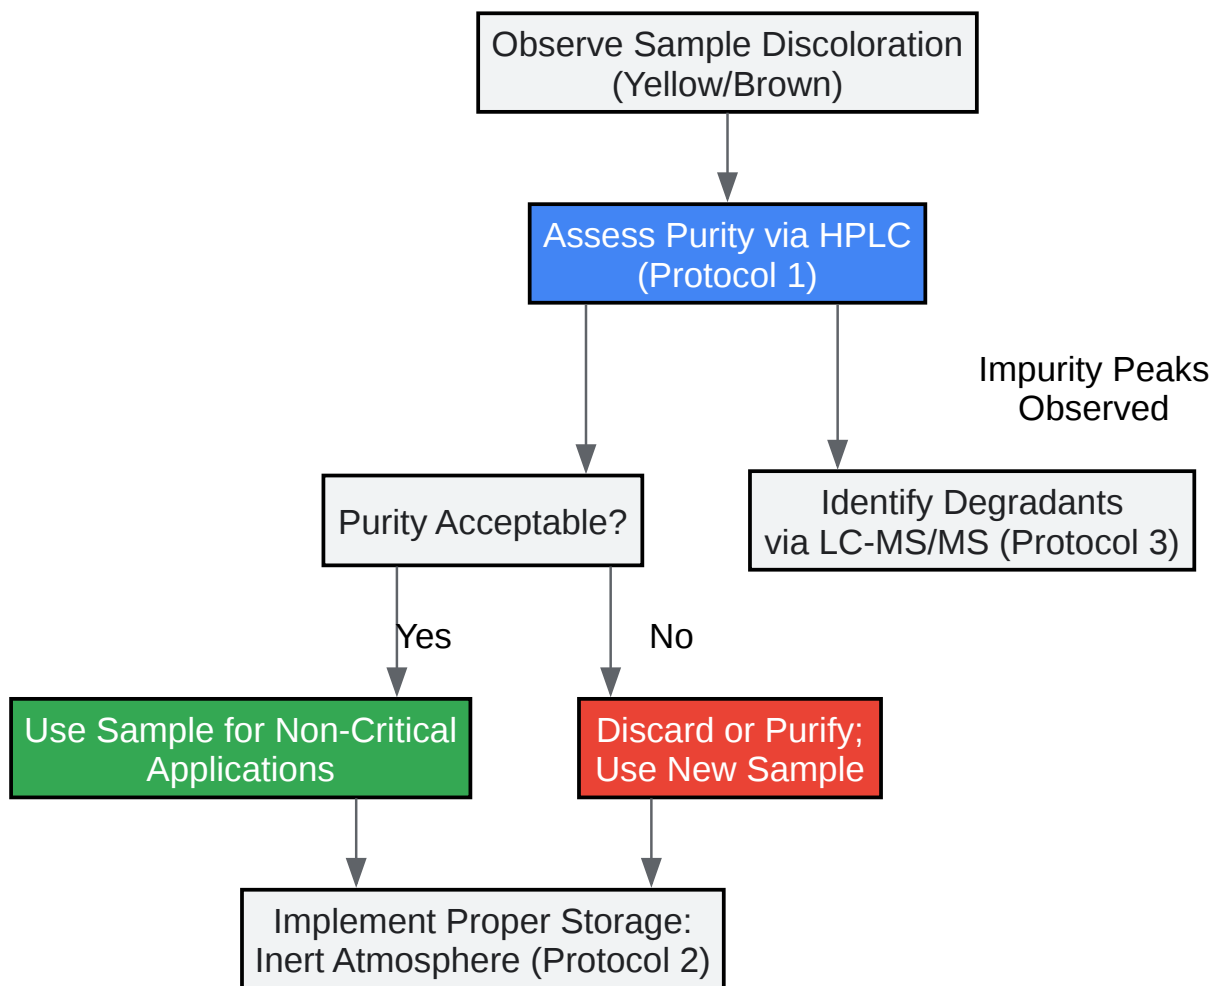 Observe Sample Discoloration
(Yellow/Brown)
Assess Purity via HPLC
(Protocol 1)
Impurity Peaks
Observed
Purity Acceptable?
Identify Degradants
via LC-MS/MS (Protocol 3)
Yes
No
Use Sample for Non-Critical
Applications
Discard or Purify;
Use New Sample
Implement Proper Storage:
Inert Atmosphere (Protocol 2)